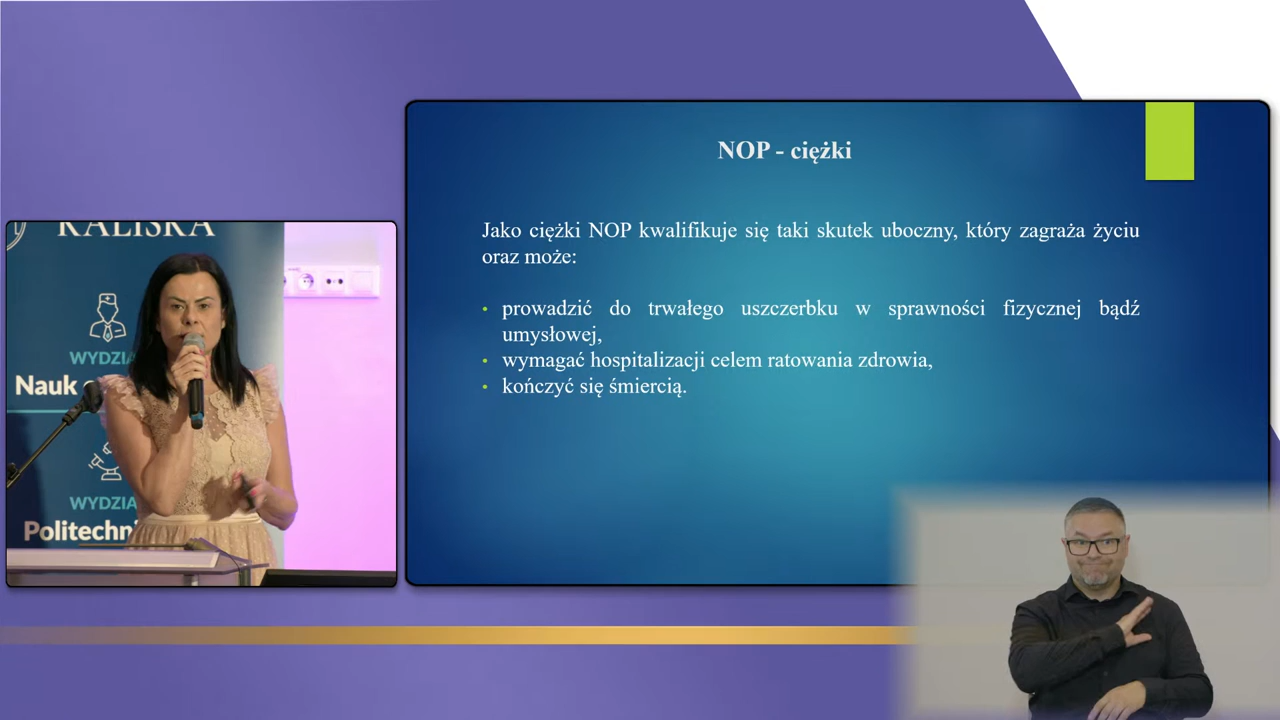 KALISKA
WYDZIA
Nauk
WYDZIA
Politechni
NOP - ciężki
Jako ciężki NOP kwalifikuje się taki skutek uboczny, który zagraża życiu
oraz może:
• prowadzić do trwałego uszczerbku w sprawności fizycznej bądź
umysłowej,
• wymagać hospitalizacji celem ratowania zdrowia,
• kończyć się śmiercią.